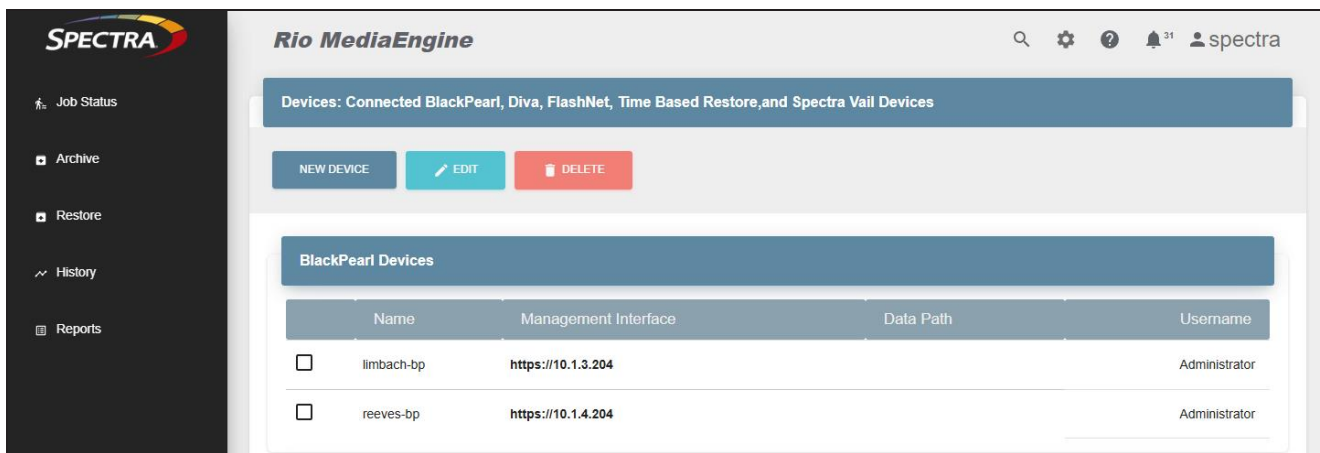 SPECTRA
Rio MediaEngine
31
spectra
Job Status
Archive
Restore
History
Reports
Devices: Connected BlackPearl, Diva, FlashNet, Time Based Restore,and Spectra Vail Devices
NEW DEVICE
EDIT
DELETE
BlackPearl Devices
Name Management Interface Data Path Username
limbach-bp https://10.1.3.204 Administrator
reeves-bp https://10.1.4.204 Administrator